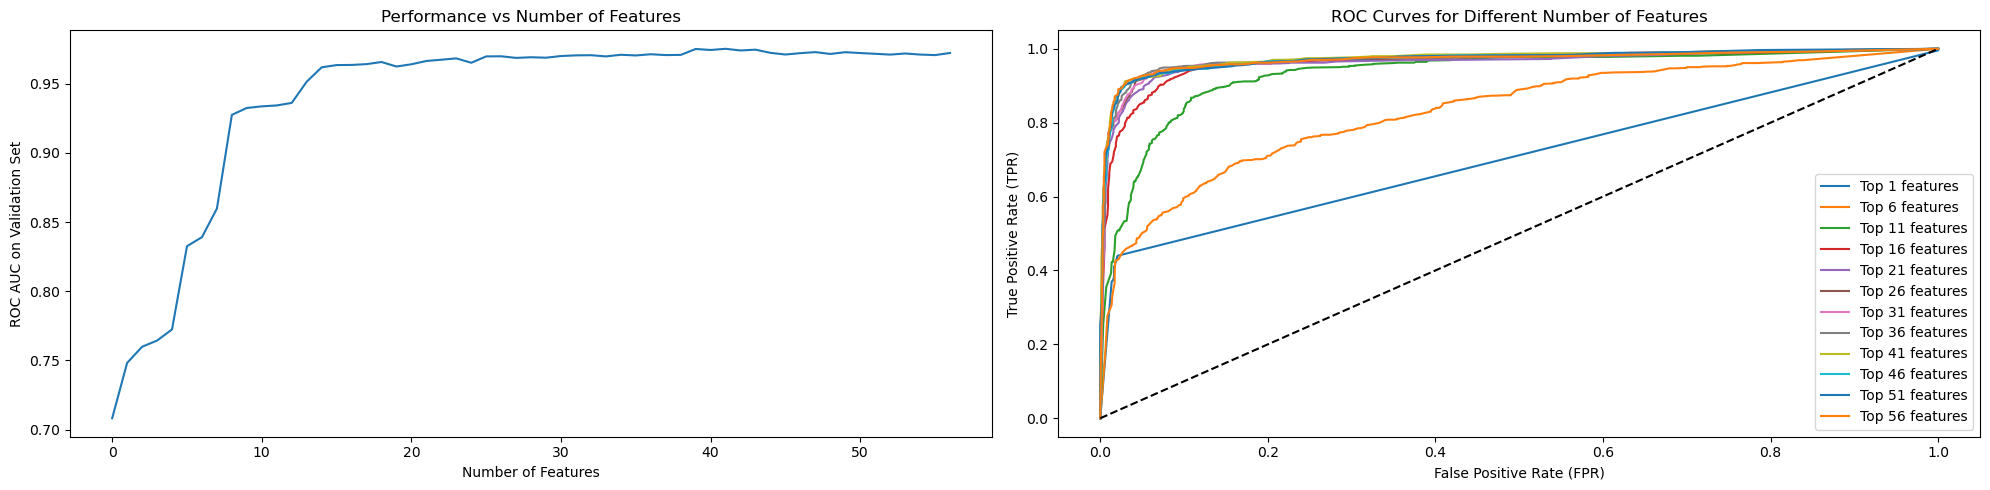 Performance vs Number of Features
ROC AUC on Validation Set
0.95
0.90
0.85
0.80
0.75
0.70
0 10 20 30 40 50
Number of Features
ROC Curves for Different Number of Features
True Positive Rate (TPR)
1.0
0.8
0.6
0.4
0.2
0.0
Top 1 features
Top 6 features
Top 11 features
Top 16 features
Top 21 features
Top 26 features
Top 31 features
Top 36 features
Top 41 features
Top 46 features
Top 51 features
Top 56 features
0.0 0.2 0.4 0.6 0.8 1.0
False Positive Rate (FPR)